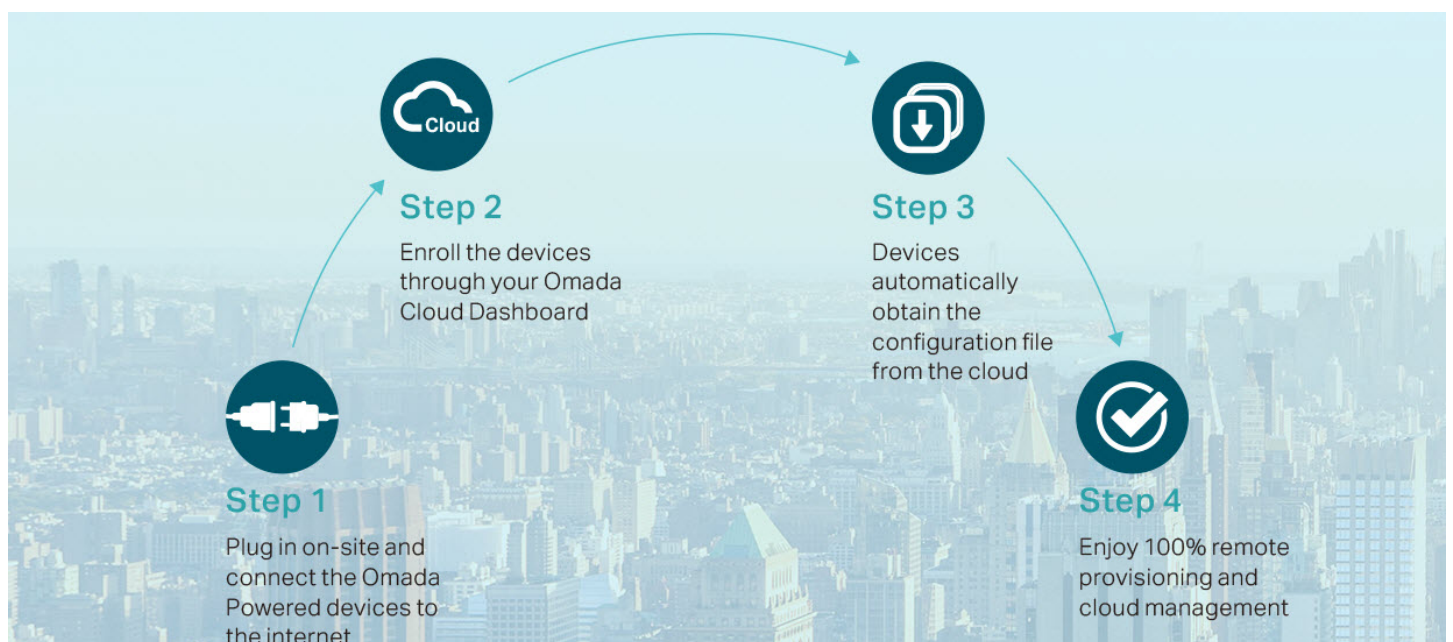 Cloud
Step 1
Plug in on-site and
connect the Omada
Powered devices to
the internet
Step 2
Enroll the devices
through your Omada
Cloud Dashboard
Step 3
Devices
automatically
obtain the
configuration file
from the cloud
Step 4
Enjoy 100% remote
provisioning and
cloud management